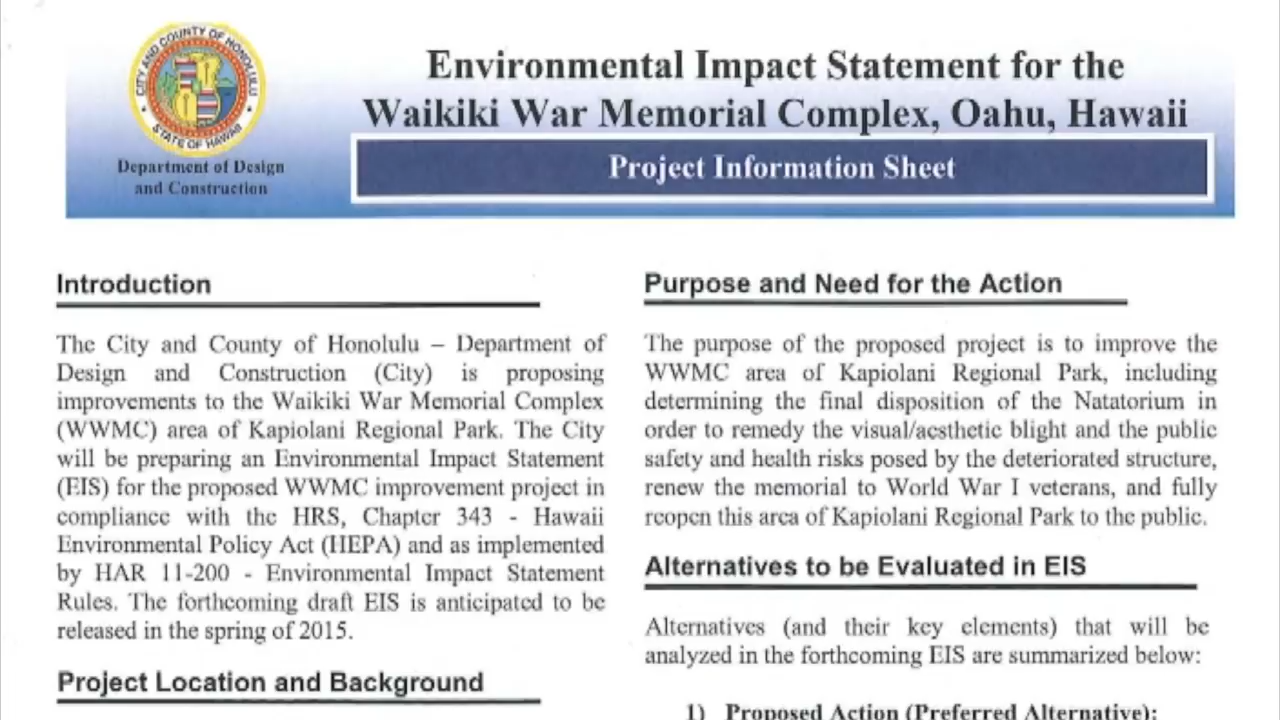 CITY AND COUNTY OF HONOLULU
STATE OF HAWAII
Department of Design
and Construction
Environmental Impact Statement for the
Waikiki War Memorial Complex, Oahu, Hawaii
Project Information Sheet
Introduction
The City and County of Honolulu – Department of
Design and Construction (City) is proposing
improvements to the Waikiki War Memorial Complex
(WWMC) area of Kapiolani Regional Park. The City
will be preparing an Environmental Impact Statement
(EIS) for the proposed WWMC improvement project in
compliance with the HRS, Chapter 343 - Hawaii
Environmental Policy Act (HEPA) and as implemented
by HAR 11-200 - Environmental Impact Statement
Rules. The forthcoming draft EIS is anticipated to be
released in the spring of 2015.
Project Location and Background
Purpose and Need for the Action
The purpose of the proposed project is to improve the
WWMC area of Kapiolani Regional Park, including
determining the final disposition of the Natatorium in
order to remedy the visual/aesthetic blight and the public
safety and health risks posed by the deteriorated structure,
renew the memorial to World War I veterans, and fully
reopen this area of Kapiolani Regional Park to the public.
Alternatives to be Evaluated in EIS
Alternatives (and their key elements) that will be
analyzed in the forthcoming EIS are summarized below:
1) Proposed Action (Preferred Alternative):